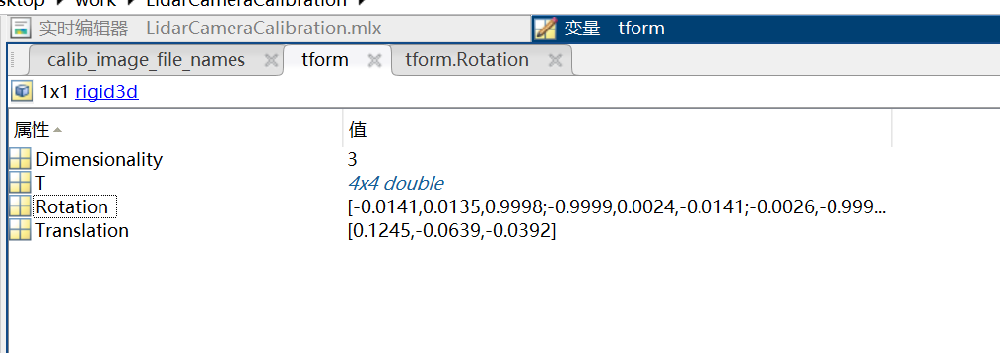 sktop work LidarCameraCalibration
实时编辑器 - LidarCameraCalibration.mlx 变量 - tform
calib_image_file_names tform tform.Rotation
1x1 rigid3d
属性 值
Dimensionality 3
T 4x4 double
Rotation [-0.0141,0.0135,0.9998;-0.9999,0.0024,-0.0141;-0.0026,-0.999...
Translation [0.1245,-0.0639,-0.0392]